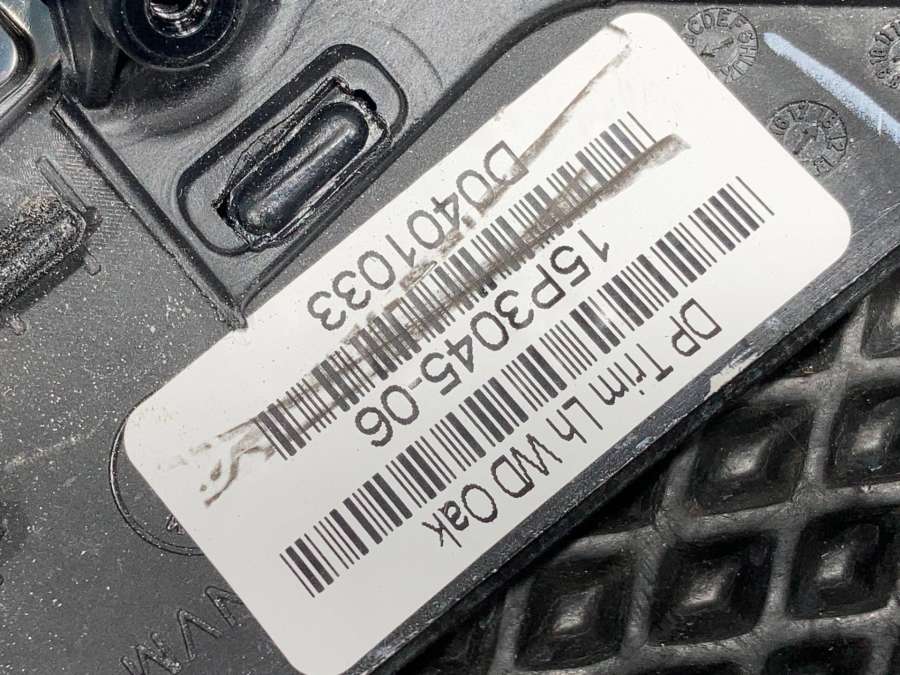 DP Trim Lh WD Oak
15P3045-06
D0401033